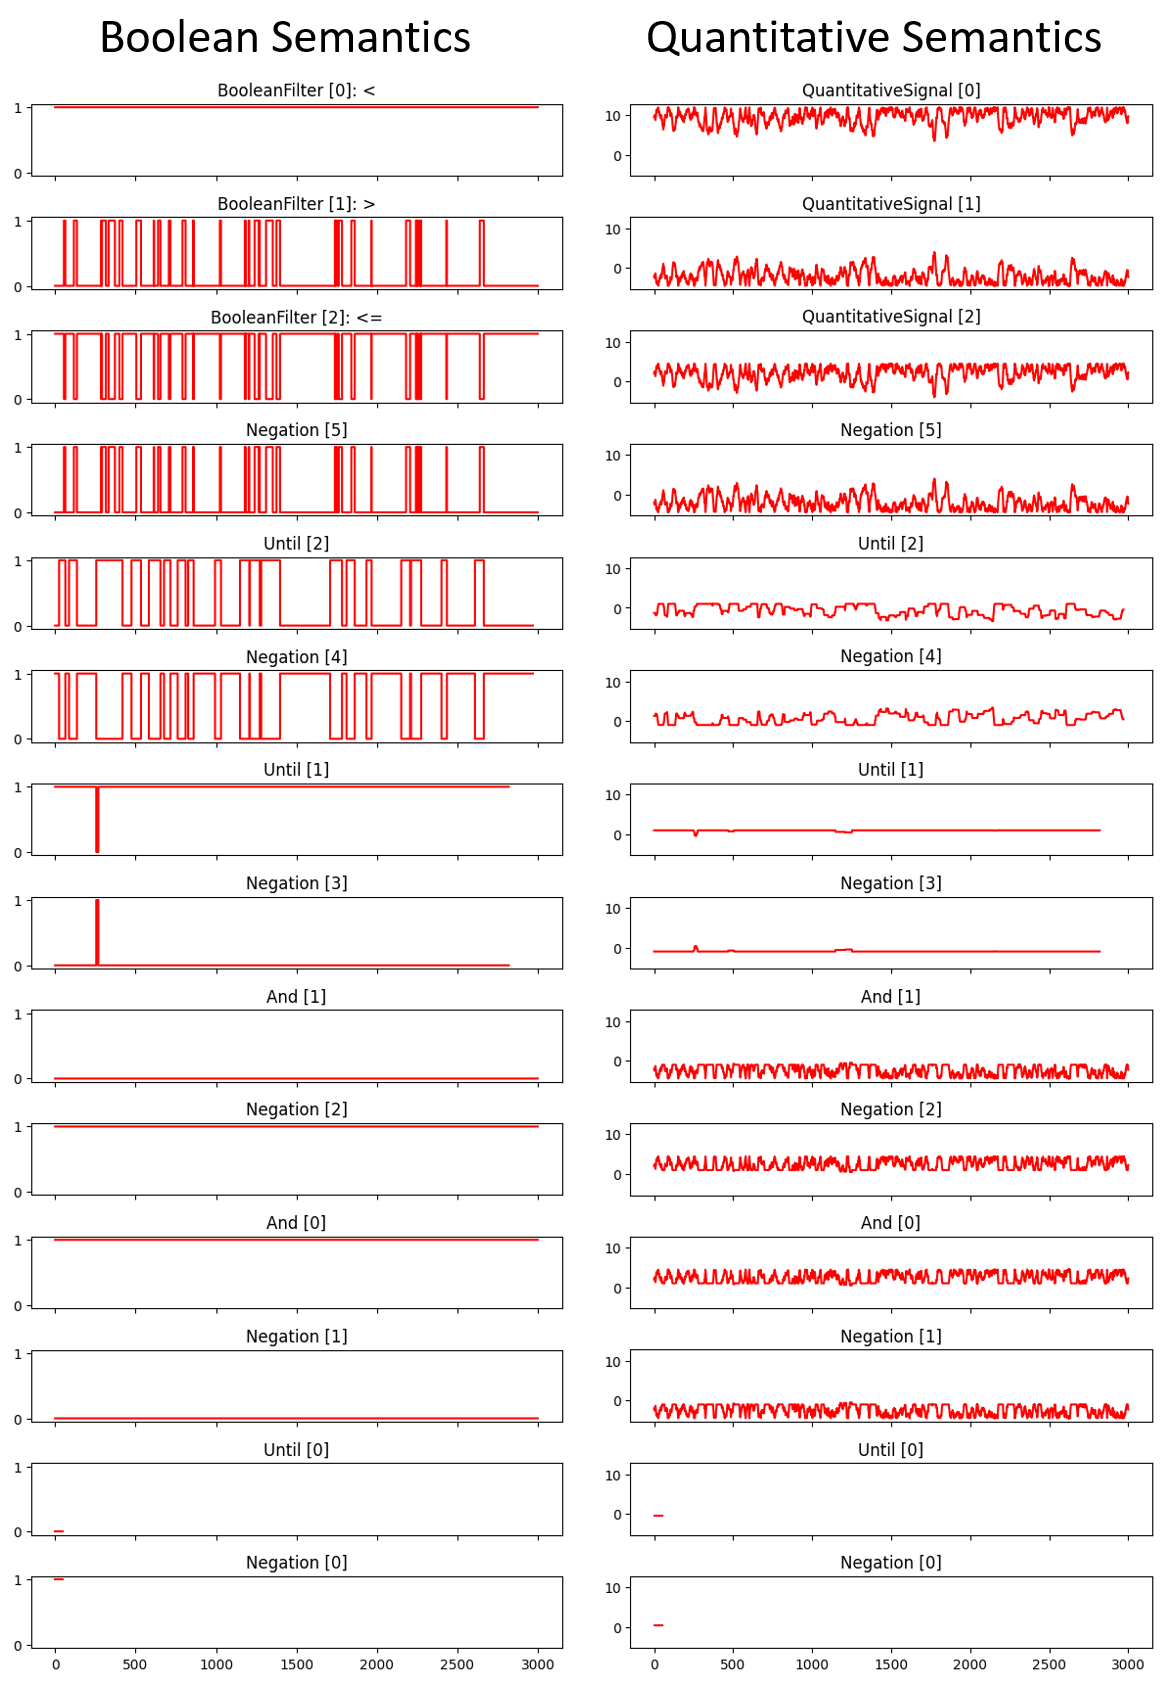 Boolean Semantics
Quantitative Semantics
BooleanFilter [0]: <
QuantitativeSignal [0]
1
0
10
0
BooleanFilter [1]: >
QuantitativeSignal [1]
1
0
10
0
BooleanFilter [2]: <=
QuantitativeSignal [2]
1
0
10
0
Negation [5]
Negation [5]
1
0
10
0
Until [2]
Until [2]
1
0
10
0
Negation [4]
Negation [4]
1
0
10
0
Until [1]
Until [1]
1
0
10
0
Negation [3]
Negation [3]
1
0
10
0
And [1]
And [1]
1
0
10
0
Negation [2]
Negation [2]
1
0
10
0
And [0]
And [0]
1
0
10
0
Negation [1]
Negation [1]
1
0
10
0
Until [0]
Until [0]
1
0
10
0
Negation [0]
Negation [0]
1
0
10
0
0 500 1000 1500 2000 2500 3000
0 500 1000 1500 2000 2500 3000